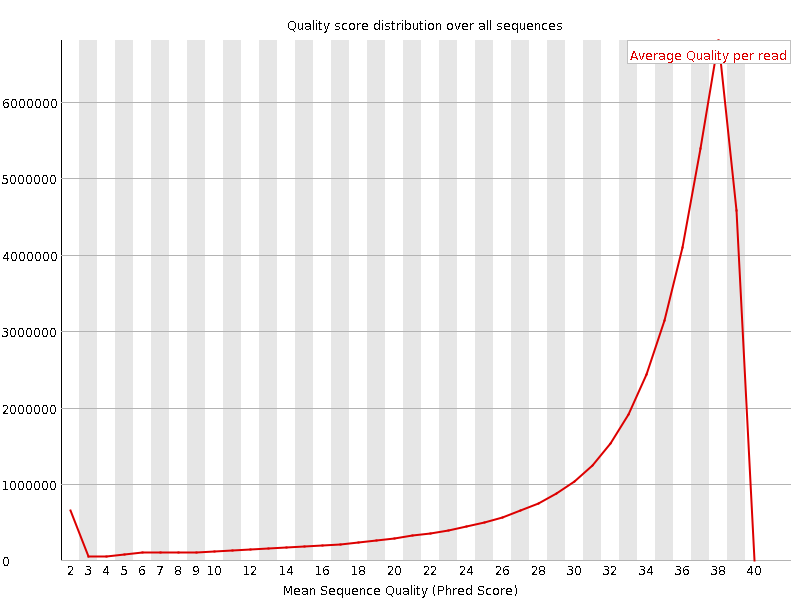 Quality score distribution over all sequences
Average Quality per read
6000000
5000000
4000000
3000000
2000000
1000000
0
2 3 4 5 6 7 8 9 10 12 14 16 18 20 22 24 26 28 30 32 34 36 38 40
Mean Sequence Quality (Phred Score)